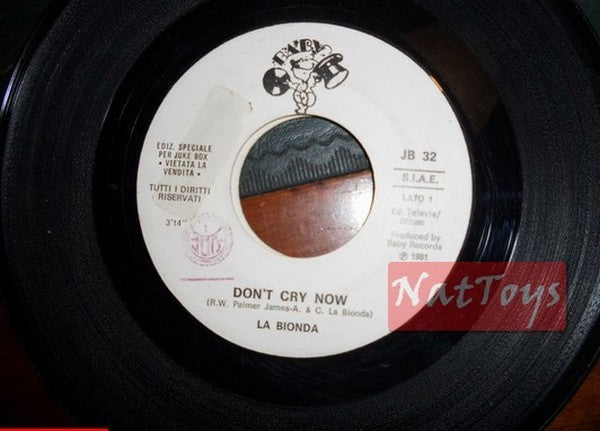 BABY
EDIZ. SPECIALE
PER JUKE BOX
• VIETATA LA
VENDITA •
TUTTI I DIRITTI
RISERVATI
3'14"
JB 32
S.I.A.E.
LATO 1
Ed. Televis/
Strum
Produced by
Baby Records
℗ 1981
DON'T CRY NOW
(R.W. Palmer James-A. & C. La Bionda)
LA BIONDA
NatToys